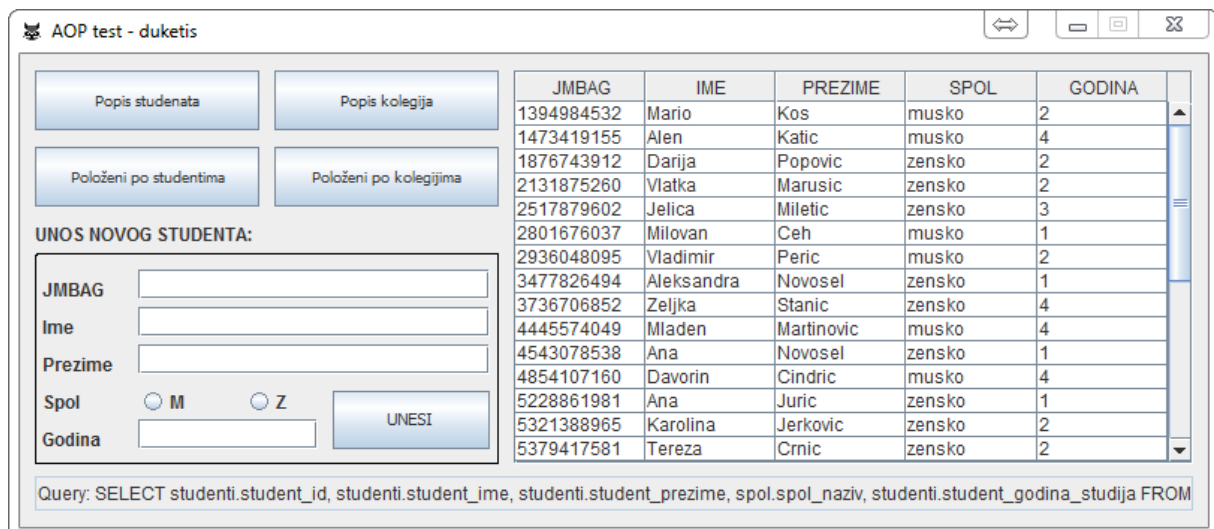 AOP test - duketis
Popis studenata
Popis kolegija
Položeni po studentima
Položeni po kolegijima
UNOS NOVOG STUDENTA:
JMBAG
Ime
Prezime
Spol M Z
Godina
UNESI
JMBAG IME PREZIME SPOL GODINA
1394984532 Mario Kos musko 2
1473419155 Alen Katic musko 4
1876743912 Darija Popovic zensko 2
2131875260 Vlatka Marusic zensko 2
2517879602 Jelica Miletic zensko 3
2801676037 Milovan Ceh musko 1
2936048095 Vladimir Peric musko 2
3477826494 Aleksandra Novosel zensko 1
3736706852 Zeljka Stanic zensko 4
4445574049 Mladen Martinovic musko 4
4543078538 Ana Novosel zensko 1
4854107160 Davorin Cindric musko 4
5228861981 Ana Juric zensko 1
5321388965 Karolina Jerkovic zensko 2
5379417581 Tereza Crnic zensko 2
Query: SELECT studenti.student_id, studenti.student_ime, studenti.student_prezime, spol.spol_naziv, studenti.student_godina_studija FROM